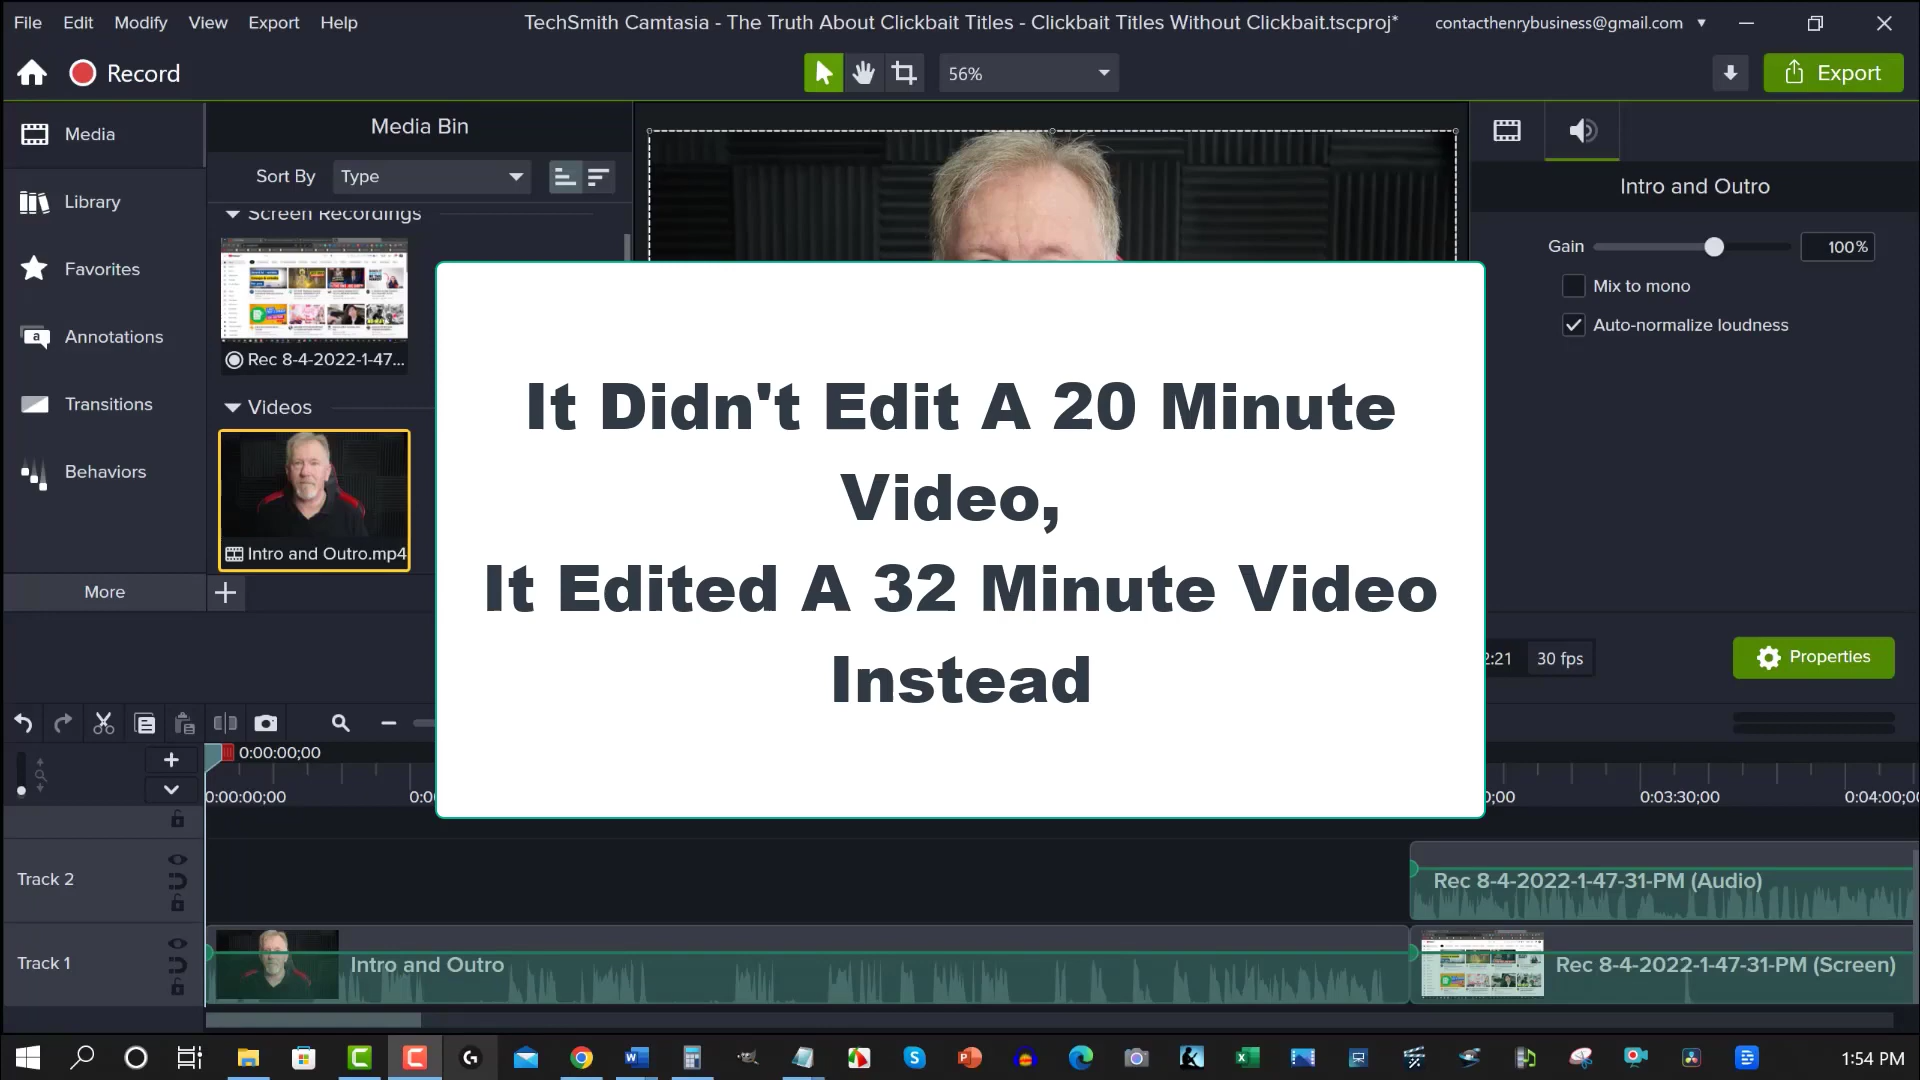 File Edit Modify View Export Help
TechSmith Camtasia - The Truth About Clickbait Titles - Clickbait Titles Without Clickbait.tscproj*
contacthenrybusiness@gmail.com
Record
56%
Export
Media
Library
Favorites
Annotations
Transitions
Behaviors
More
Media Bin
Sort By Type
Screen Recordings
Rec 8-4-2022-1-47...
Videos
Intro and Outro.mp4
Intro and Outro
Gain 100%
Mix to mono
Auto-normalize loudness
It Didn't Edit A 20 Minute
Video,
It Edited A 32 Minute Video
Instead
2:21 30 fps
Properties
0:00:00;00
0:00:00;00 0:0 0;00 0:03:30;00 0:04:00;00
Track 2
Rec 8-4-2022-1-47-31-PM (Audio)
Track 1
Intro and Outro
Rec 8-4-2022-1-47-31-PM (Screen)
1:54 PM